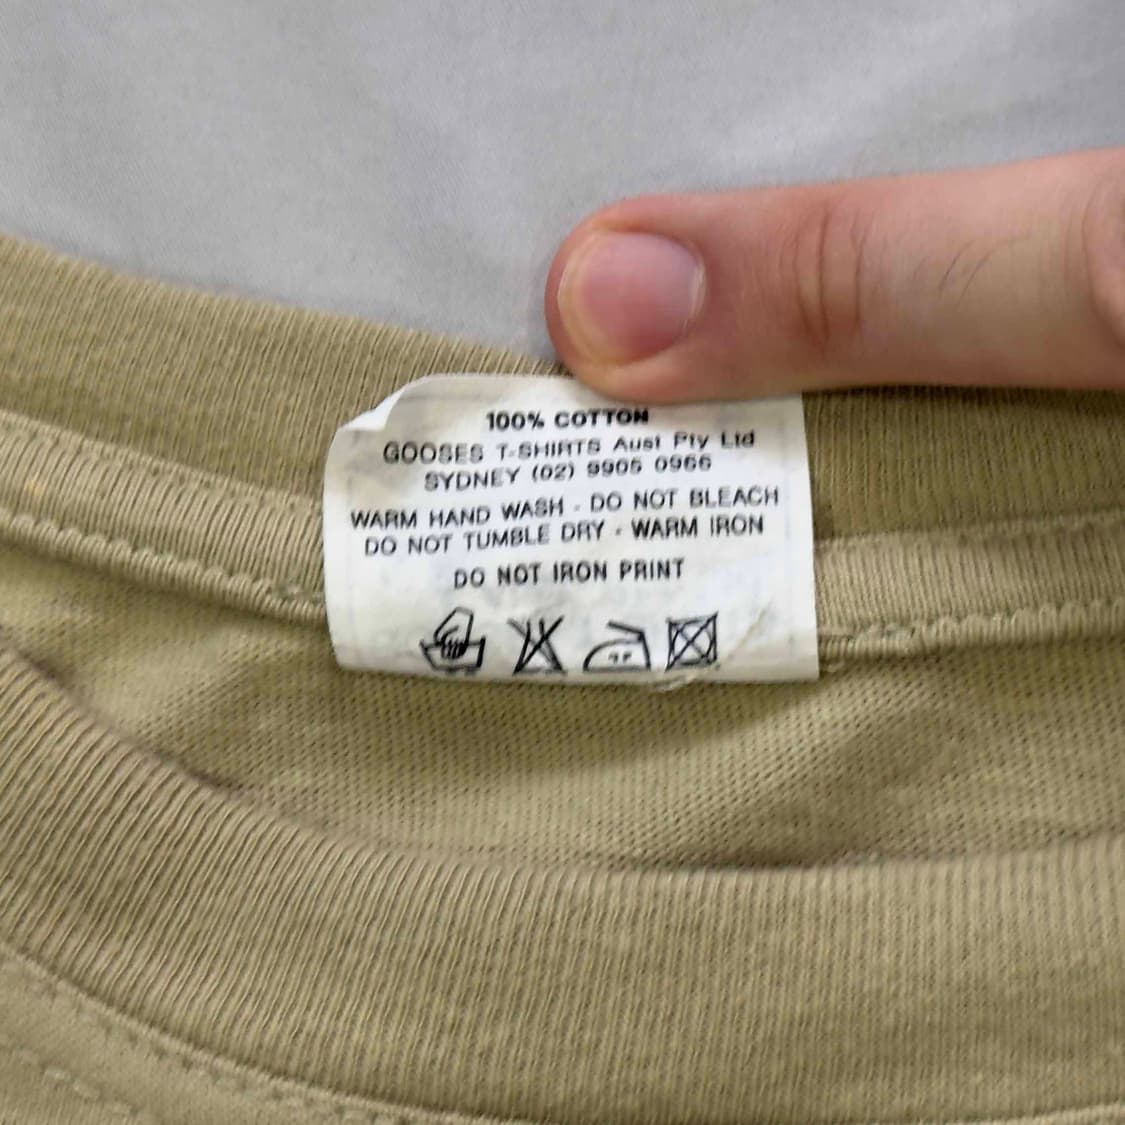 100% COTTON
GOOSES T-SHIRTS Aust Pty Ltd
SYDNEY (02) 9905 0966
WARM HAND WASH - DO NOT BLEACH
DO NOT TUMBLE DRY - WARM IRON
DO NOT IRON PRINT